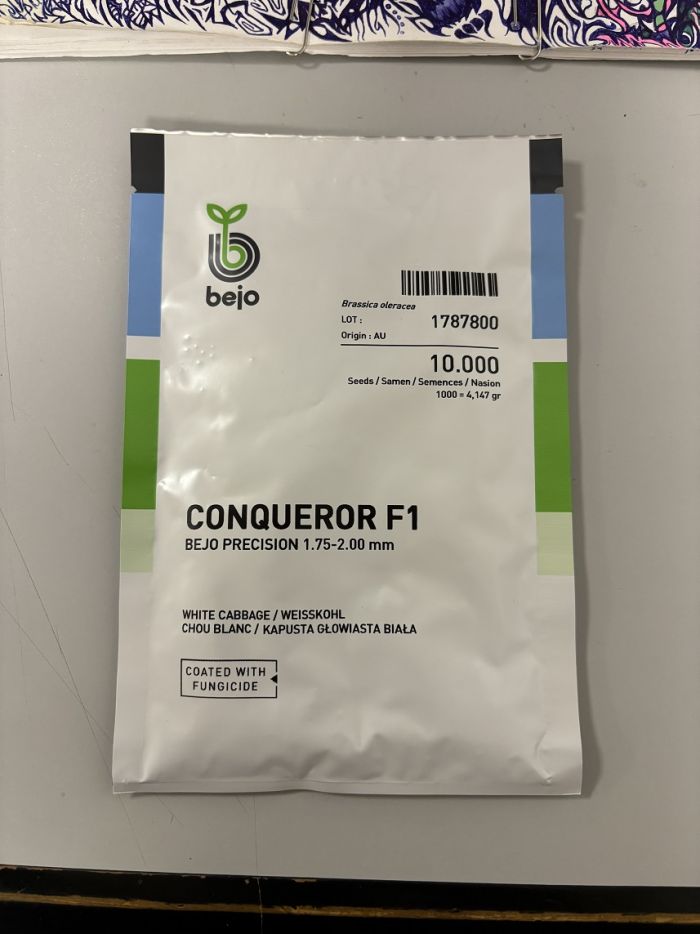 bejo
Brassica oleracea
LOT : 1787800
Origin : AU
10.000
Seeds / Samen / Semences / Nasion
1000 = 4,147 gr
CONQUEROR F1
BEJO PRECISION 1.75-2.00 mm
WHITE CABBAGE / WEISSKOHL
CHOU BLANC / KAPUSTA GŁOWIASTA BIAŁA
COATED WITH
FUNGICIDE